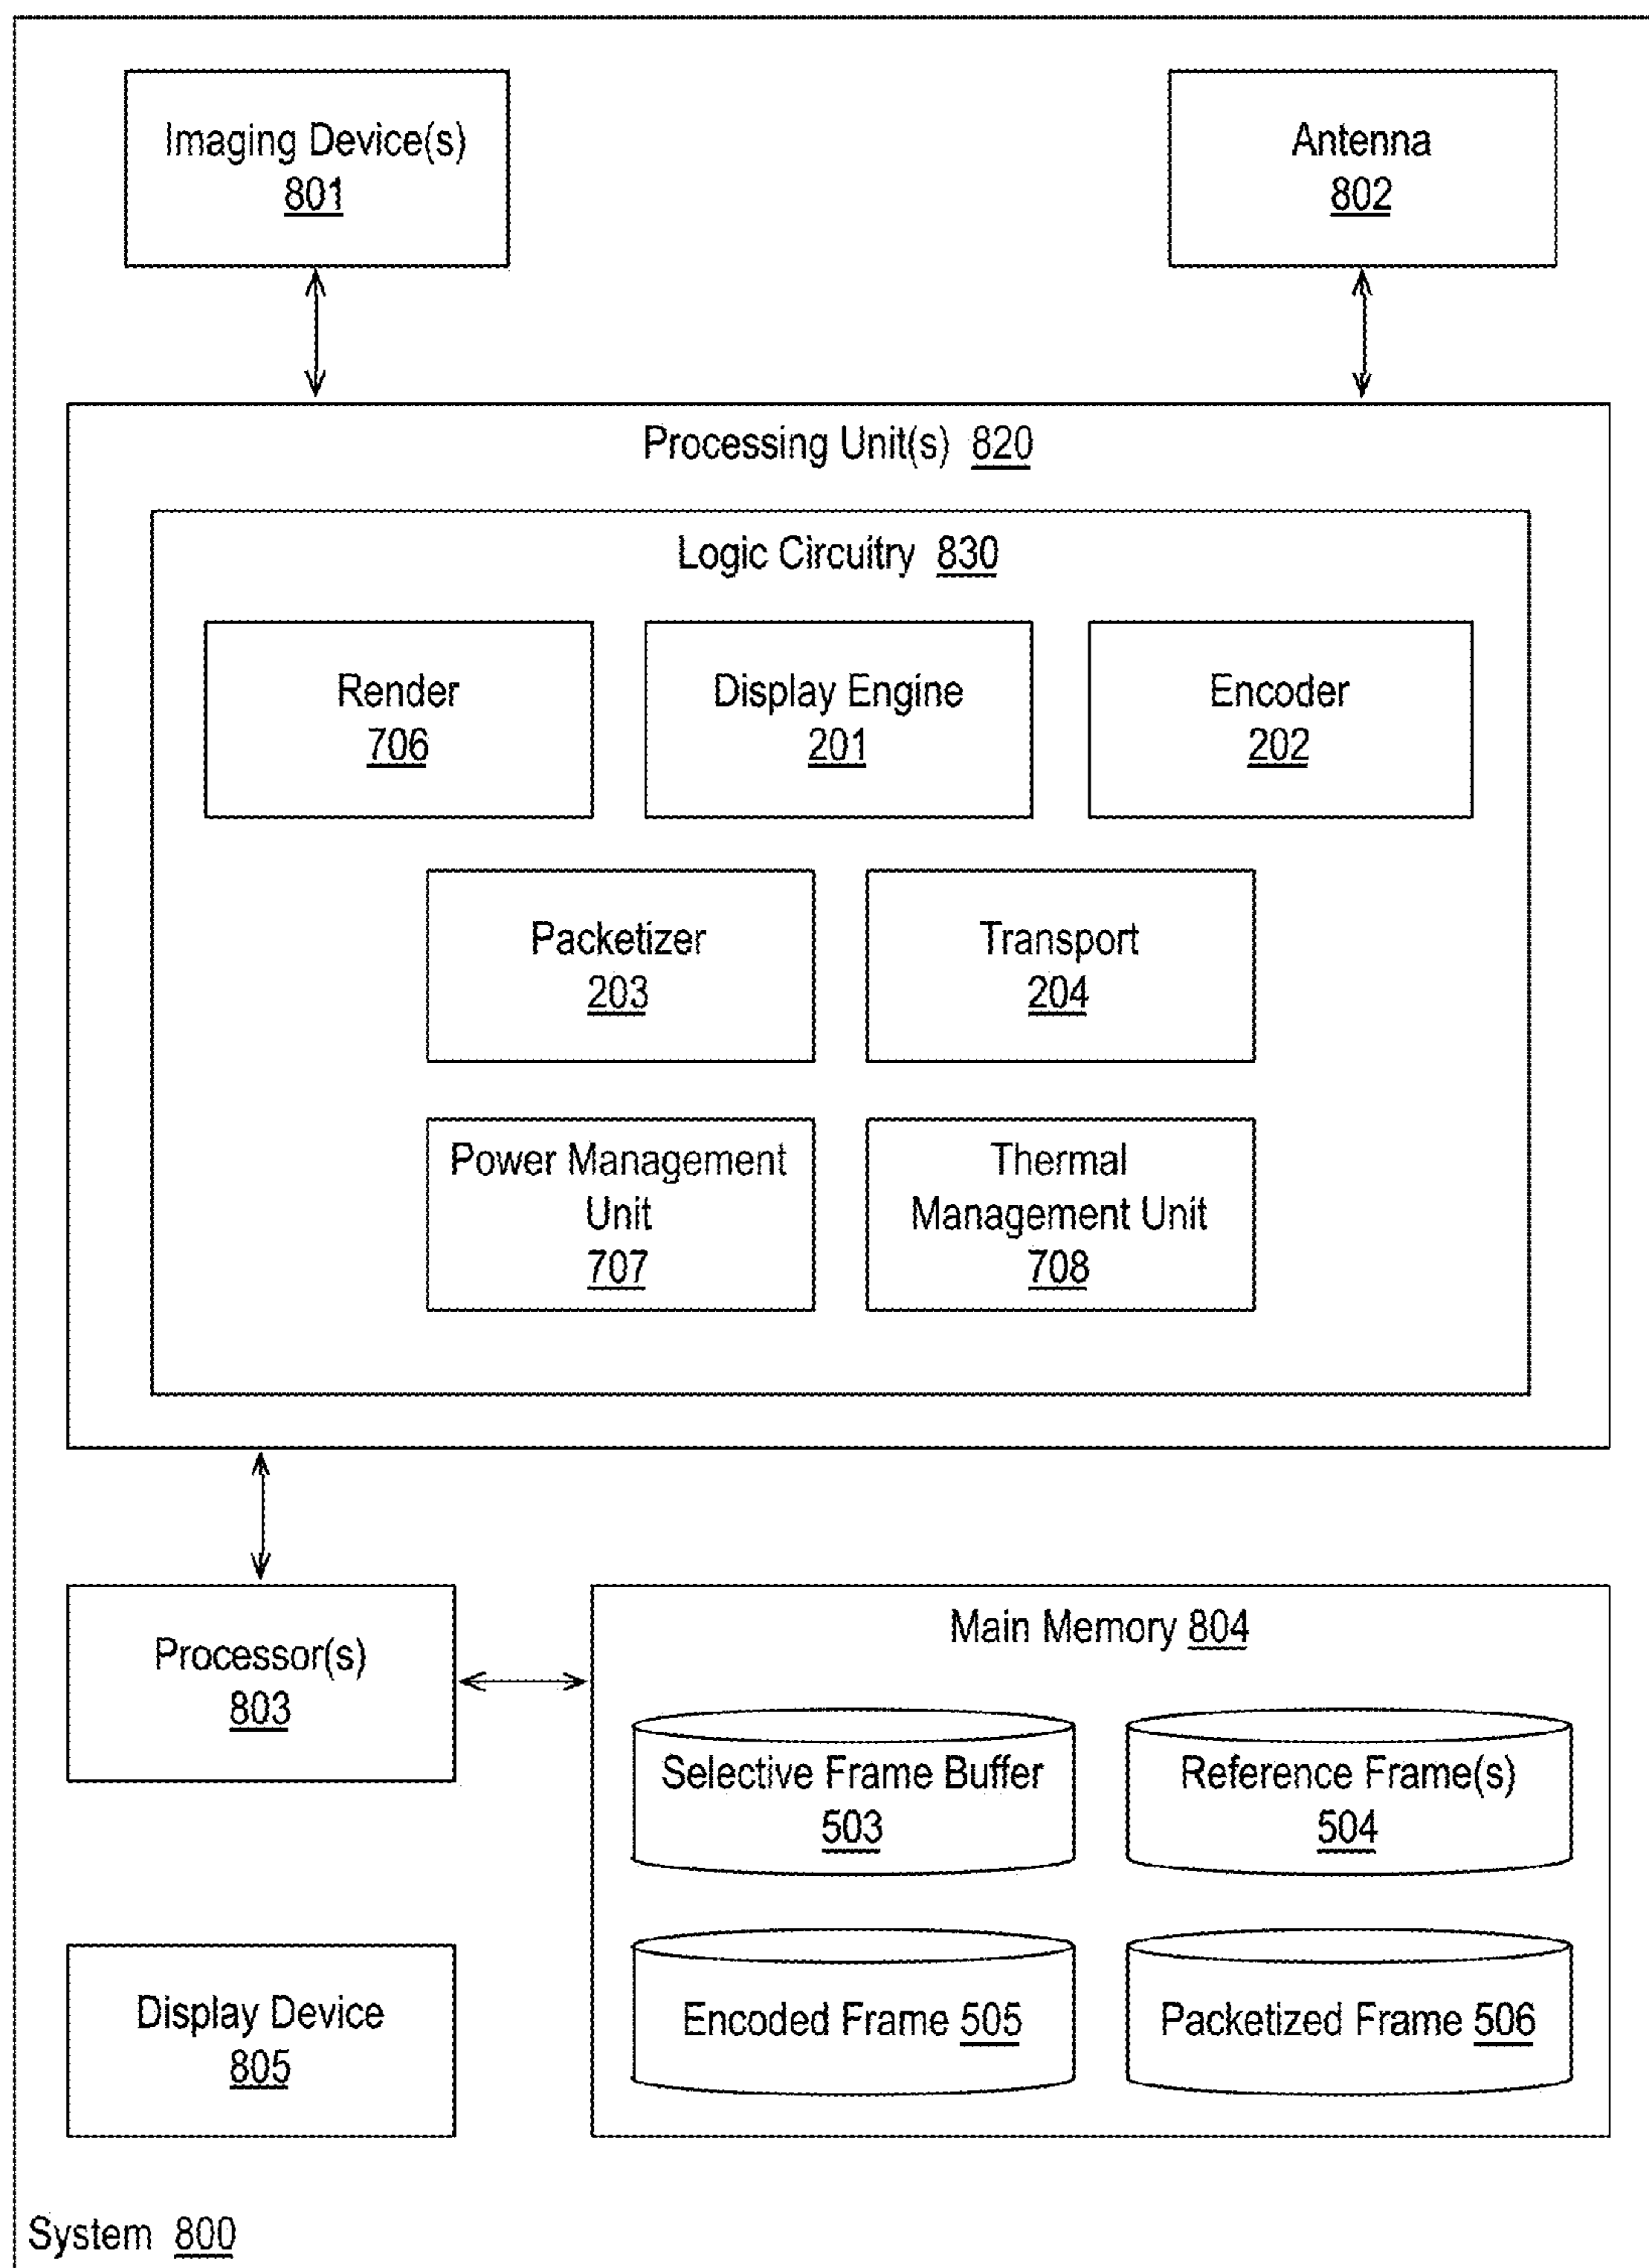 Imaging Device(s)
801
Antenna
802
Processing Unit(s) 820
Logic Circuitry 830
Render
706
Display Engine
201
Encoder
202
Packetizer
203
Transport
204
Power Management
Unit
707
Thermal
Management Unit
708
Processor(s)
803
Main Memory 804
Selective Frame Buffer
503
Reference Frame(s)
504
Encoded Frame 505
Packetized Frame 506
Display Device
805
System 800